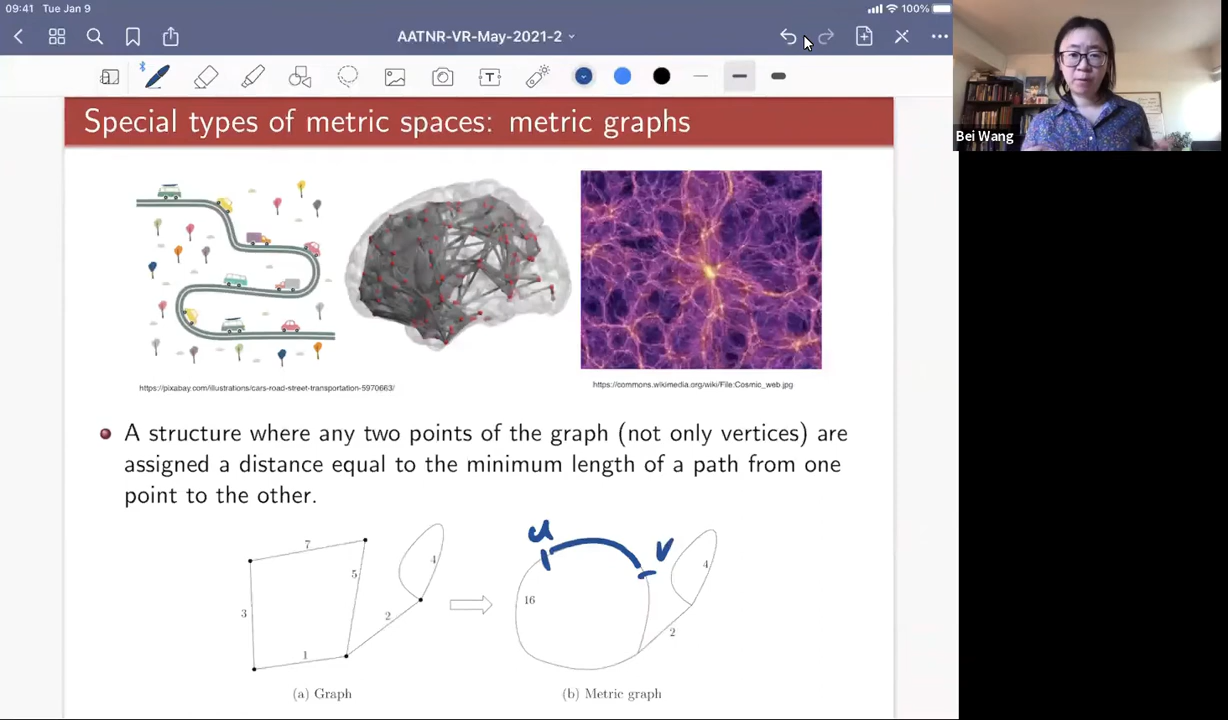 09:41 Tue Jan 9
100%
AATNR-VR-May-2021-2
Bei Wang
Special types of metric spaces: metric graphs
https://pixabay.com/illustrations/cars-road-street-transportation-5970663/
https://commons.wikimedia.org/wiki/File:Cosmic_web.jpg
A structure where any two points of the graph (not only vertices) are
assigned a distance equal to the minimum length of a path from one
point to the other.
7
5
4
3
2
1
(a) Graph
u
v
16
4
2
(b) Metric graph